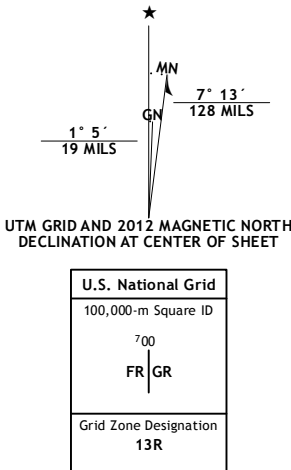 ★
MN
GN
7° 13´
128 MILS
1° 5´
19 MILS
UTM GRID AND 2012 MAGNETIC NORTH
DECLINATION AT CENTER OF SHEET
U.S. National Grid
100,000-m Square ID
⁷00
FR GR
Grid Zone Designation
13R